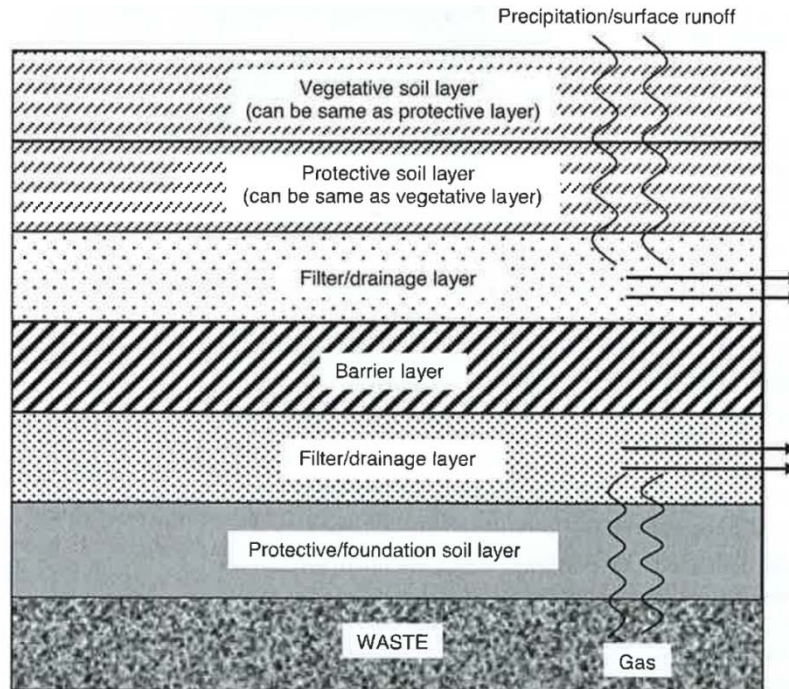 Precipitation/surface runoff
Vegetative soil layer
(can be same as protective layer)
Protective soil layer
(can be same as vegetative layer)
Filter/drainage layer
Barrier layer
Filter/drainage layer
Protective/foundation soil layer
WASTE
Gas